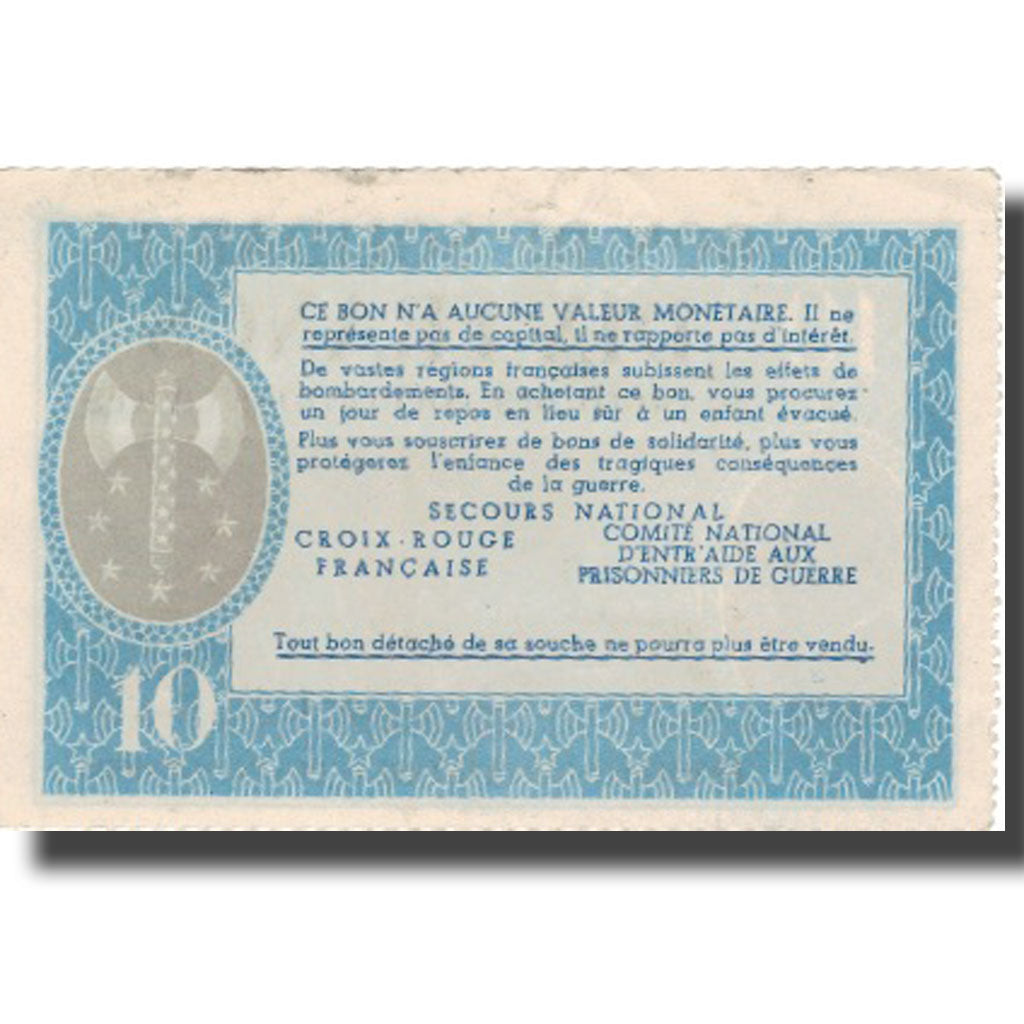 CE BON N'A AUCUNE VALEUR MONÉTAIRE. Il ne
représente pas de capital, il ne rapporte pas d'intérêt.
De vastes régions françaises subissent les effets de
bombardements. En achetant ce bon, vous procurez
un jour de repos en lieu sûr à un enfant évacué.
Plus vous souscrirez de bons de solidarité, plus vous
protégerez l'enfance des tragiques conséquences
de la guerre.
SECOURS NATIONAL
CROIX-ROUGE
FRANÇAISE
COMITÉ NATIONAL
D'ENTR'AIDE AUX
PRISONNIERS DE GUERRE
Tout bon détaché de sa souche ne pourra plus être vendu.
10